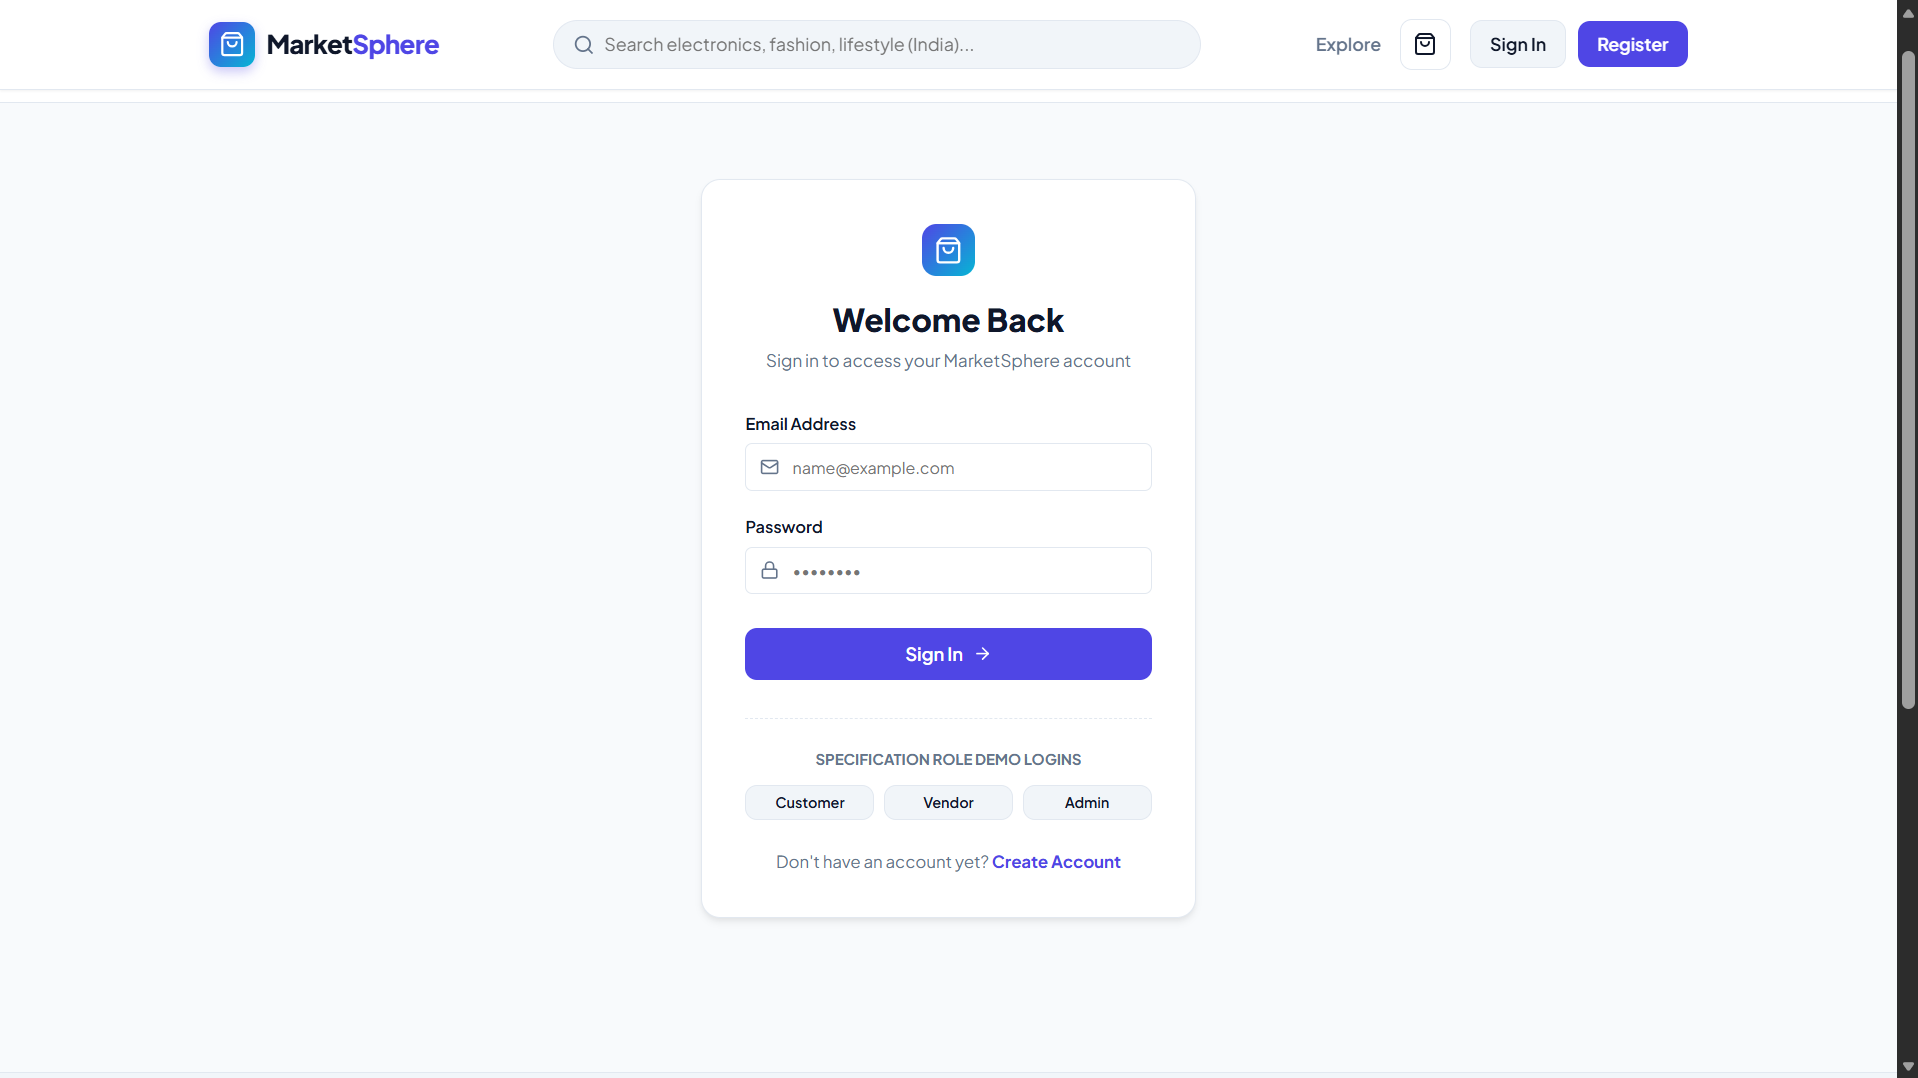 MarketSphere
Search electronics, fashion, lifestyle (India)...
Explore
Sign In
Register
Welcome Back
Sign in to access your MarketSphere account
Email Address
name@example.com
Password
••••••••
Sign In →
SPECIFICATION ROLE DEMO LOGINS
Customer
Vendor
Admin
Don't have an account yet? Create Account